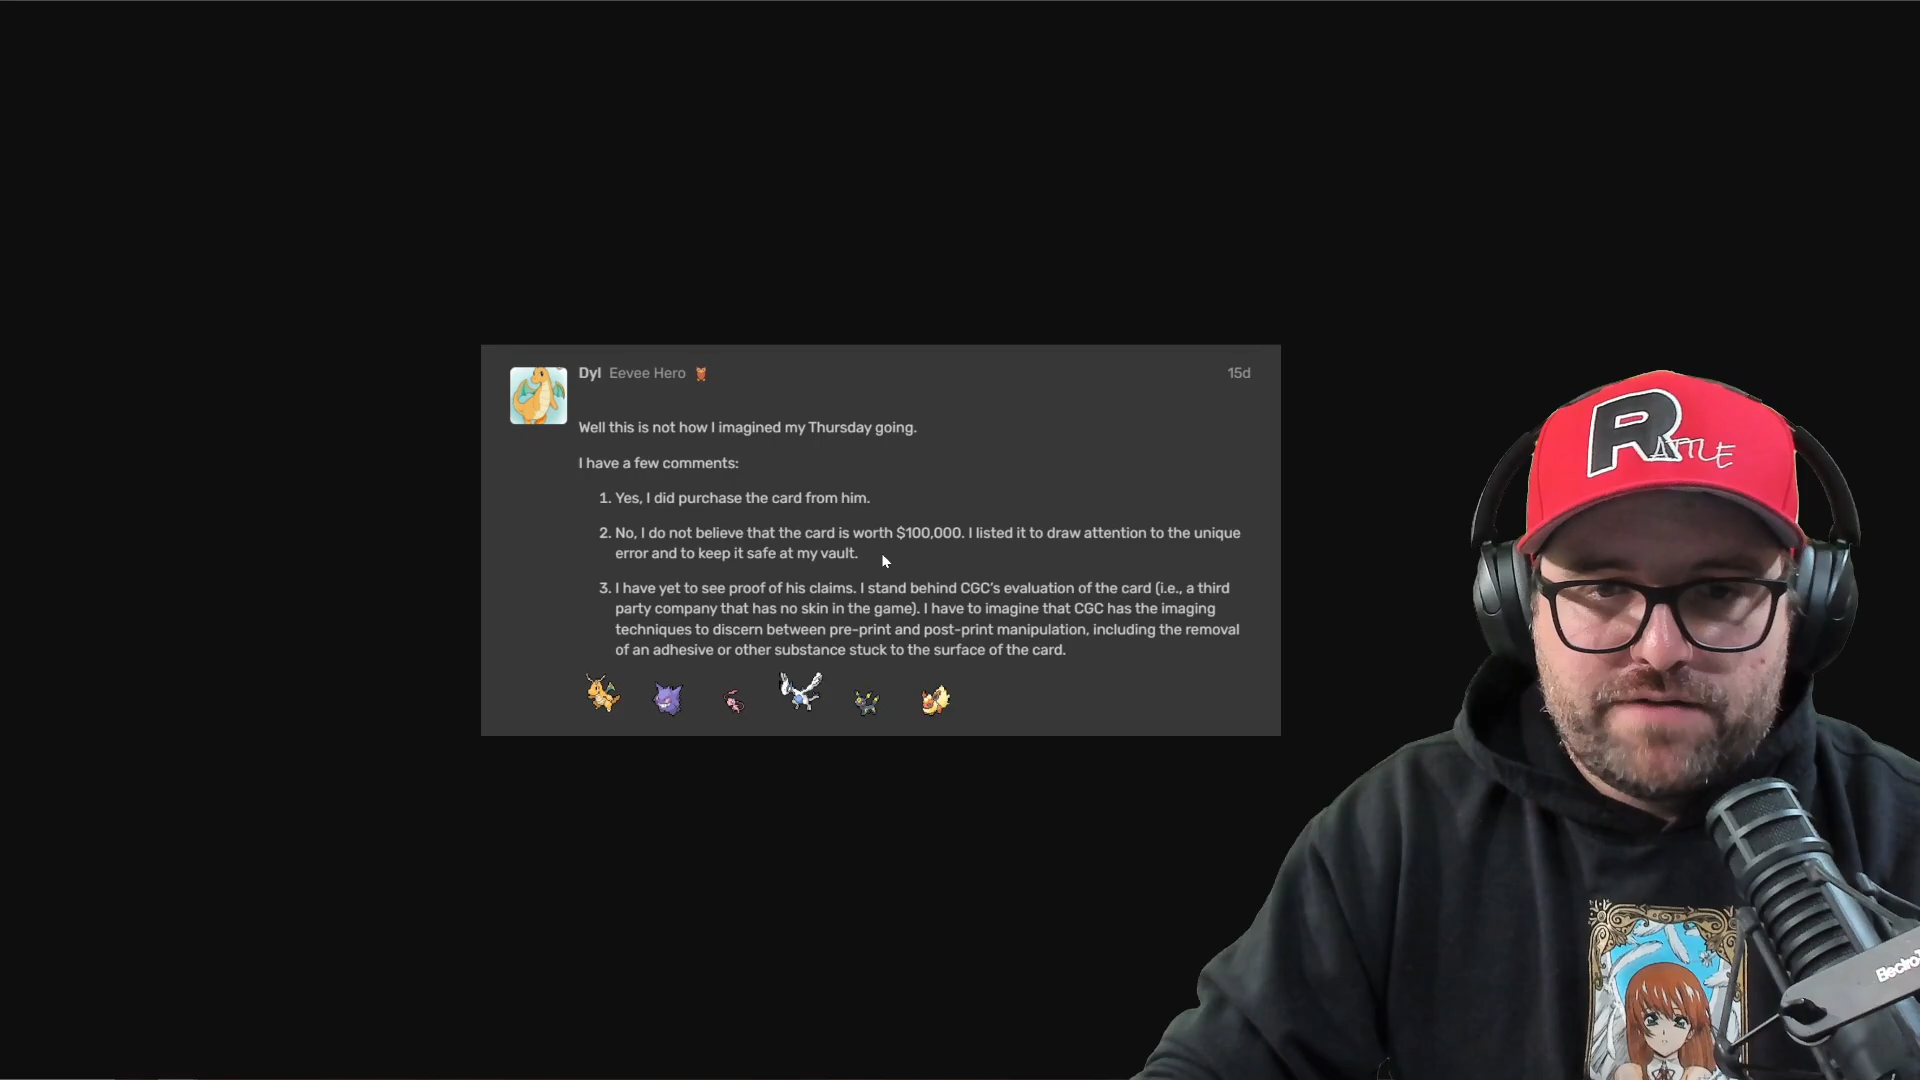 Dyl Eevee Hero 15d
Well this is not how I imagined my Thursday going.
I have a few comments:
1. Yes, I did purchase the card from him.
2. No, I do not believe that the card is worth $100,000. I listed it to draw attention to the unique
error and to keep it safe at my vault.
3. I have yet to see proof of his claims. I stand behind CGC's evaluation of the card (i.e., a third
party company that has no skin in the game). I have to imagine that CGC has the imaging
techniques to discern between pre-print and post-print manipulation, including the removal
of an adhesive or other substance stuck to the surface of the card.
RATTLE